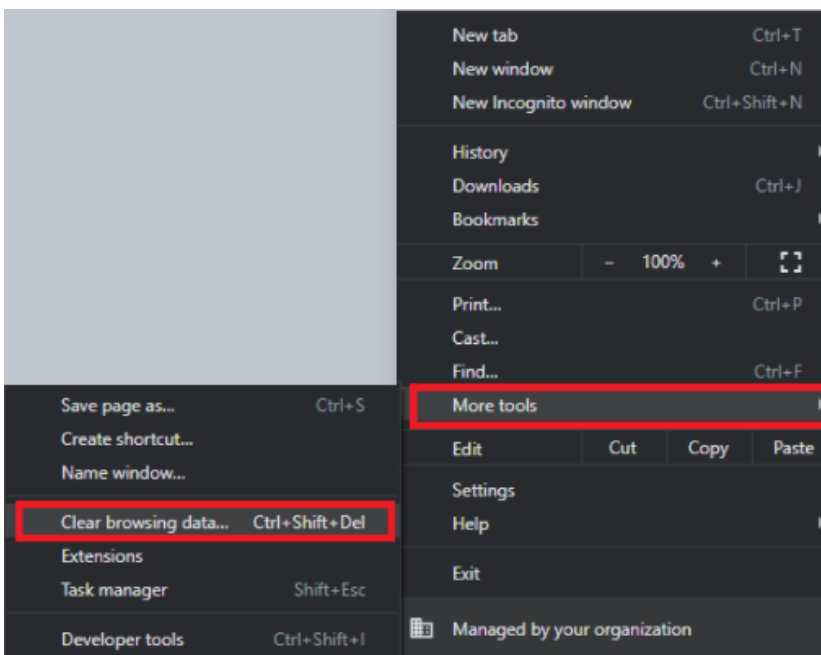 New tab Ctrl+T
New window Ctrl+N
New Incognito window Ctrl+Shift+N
History
Downloads Ctrl+J
Bookmarks
Zoom - 100% +
Print... Ctrl+P
Cast...
Find... Ctrl+F
More tools
Edit Cut Copy Paste
Settings
Help
Exit
Managed by your organization
Save page as... Ctrl+S
Create shortcut...
Name window...
Clear browsing data... Ctrl+Shift+Del
Extensions
Task manager Shift+Esc
Developer tools Ctrl+Shift+I